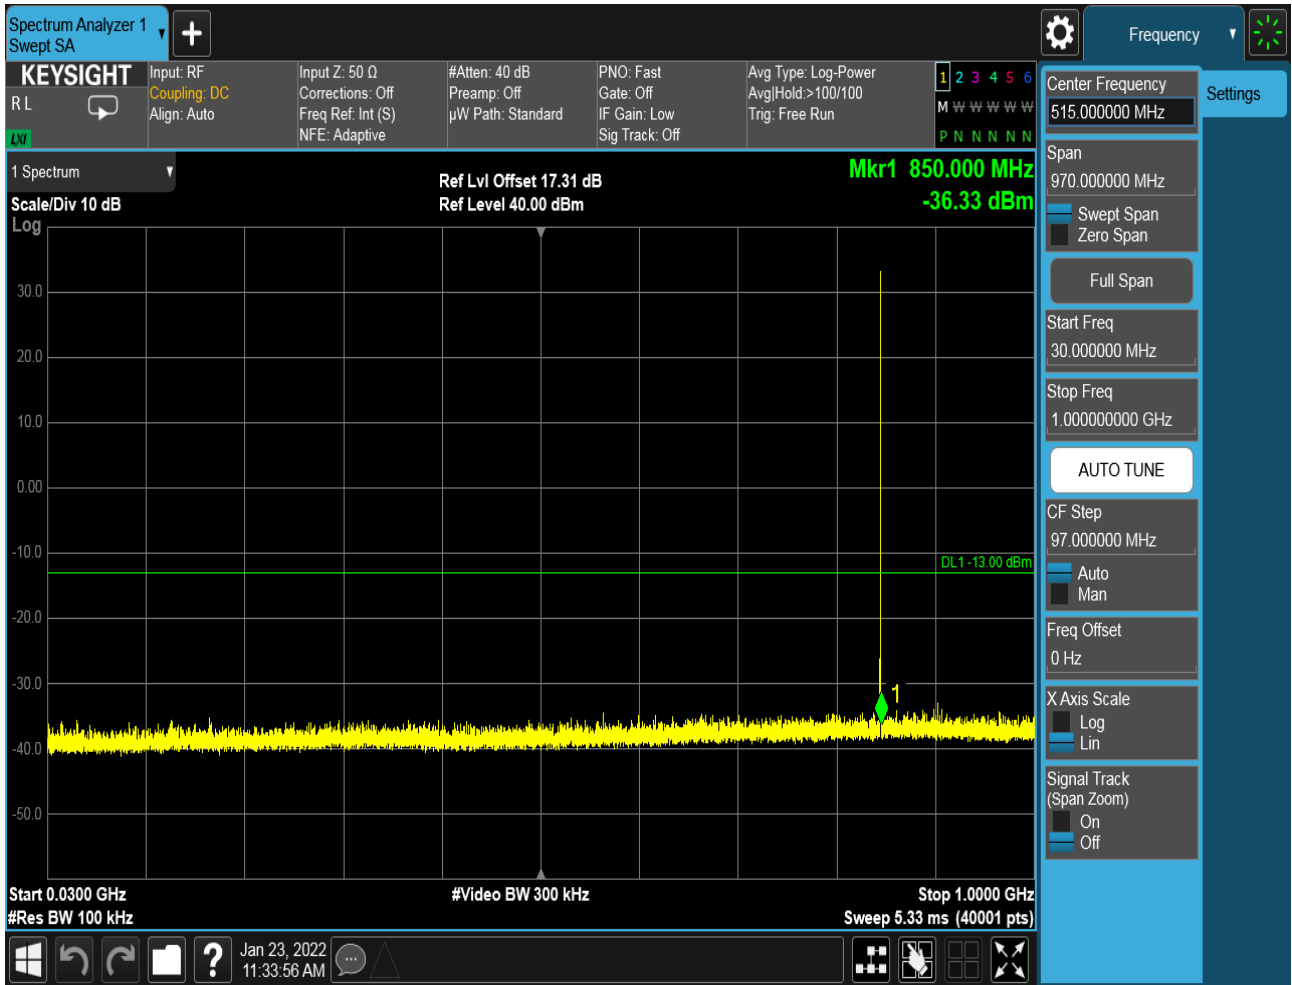 Spectrum Analyzer 1
Swept SA
Frequency
KEYSIGHT
R L
LXI
Input: RF
Coupling: DC
Align: Auto
Input Z: 50 Ω
Corrections: Off
Freq Ref: Int (S)
NFE: Adaptive
#Atten: 40 dB
Preamp: Off
µW Path: Standard
PNO: Fast
Gate: Off
IF Gain: Low
Sig Track: Off
Avg Type: Log-Power
Avg|Hold:>100/100
Trig: Free Run
1 2 3 4 5 6
M W W W W W
P N N N N N
1 Spectrum
Scale/Div 10 dB
Log
Ref Lvl Offset 17.31 dB
Ref Level 40.00 dBm
Mkr1 850.000 MHz
-36.33 dBm
30.0
20.0
10.0
0.00
-10.0
DL1 -13.00 dBm
-20.0
-30.0
1
-40.0
-50.0
Start 0.0300 GHz
#Video BW 300 kHz
Stop 1.0000 GHz
#Res BW 100 kHz
Sweep 5.33 ms (40001 pts)
?
Jan 23, 2022
11:33:56 AM
Center Frequency
515.000000 MHz
Settings
Span
970.000000 MHz
Swept Span
Zero Span
Full Span
Start Freq
30.000000 MHz
Stop Freq
1.000000000 GHz
AUTO TUNE
CF Step
97.000000 MHz
Auto
Man
Freq Offset
0 Hz
X Axis Scale
Log
Lin
Signal Track
(Span Zoom)
On
Off